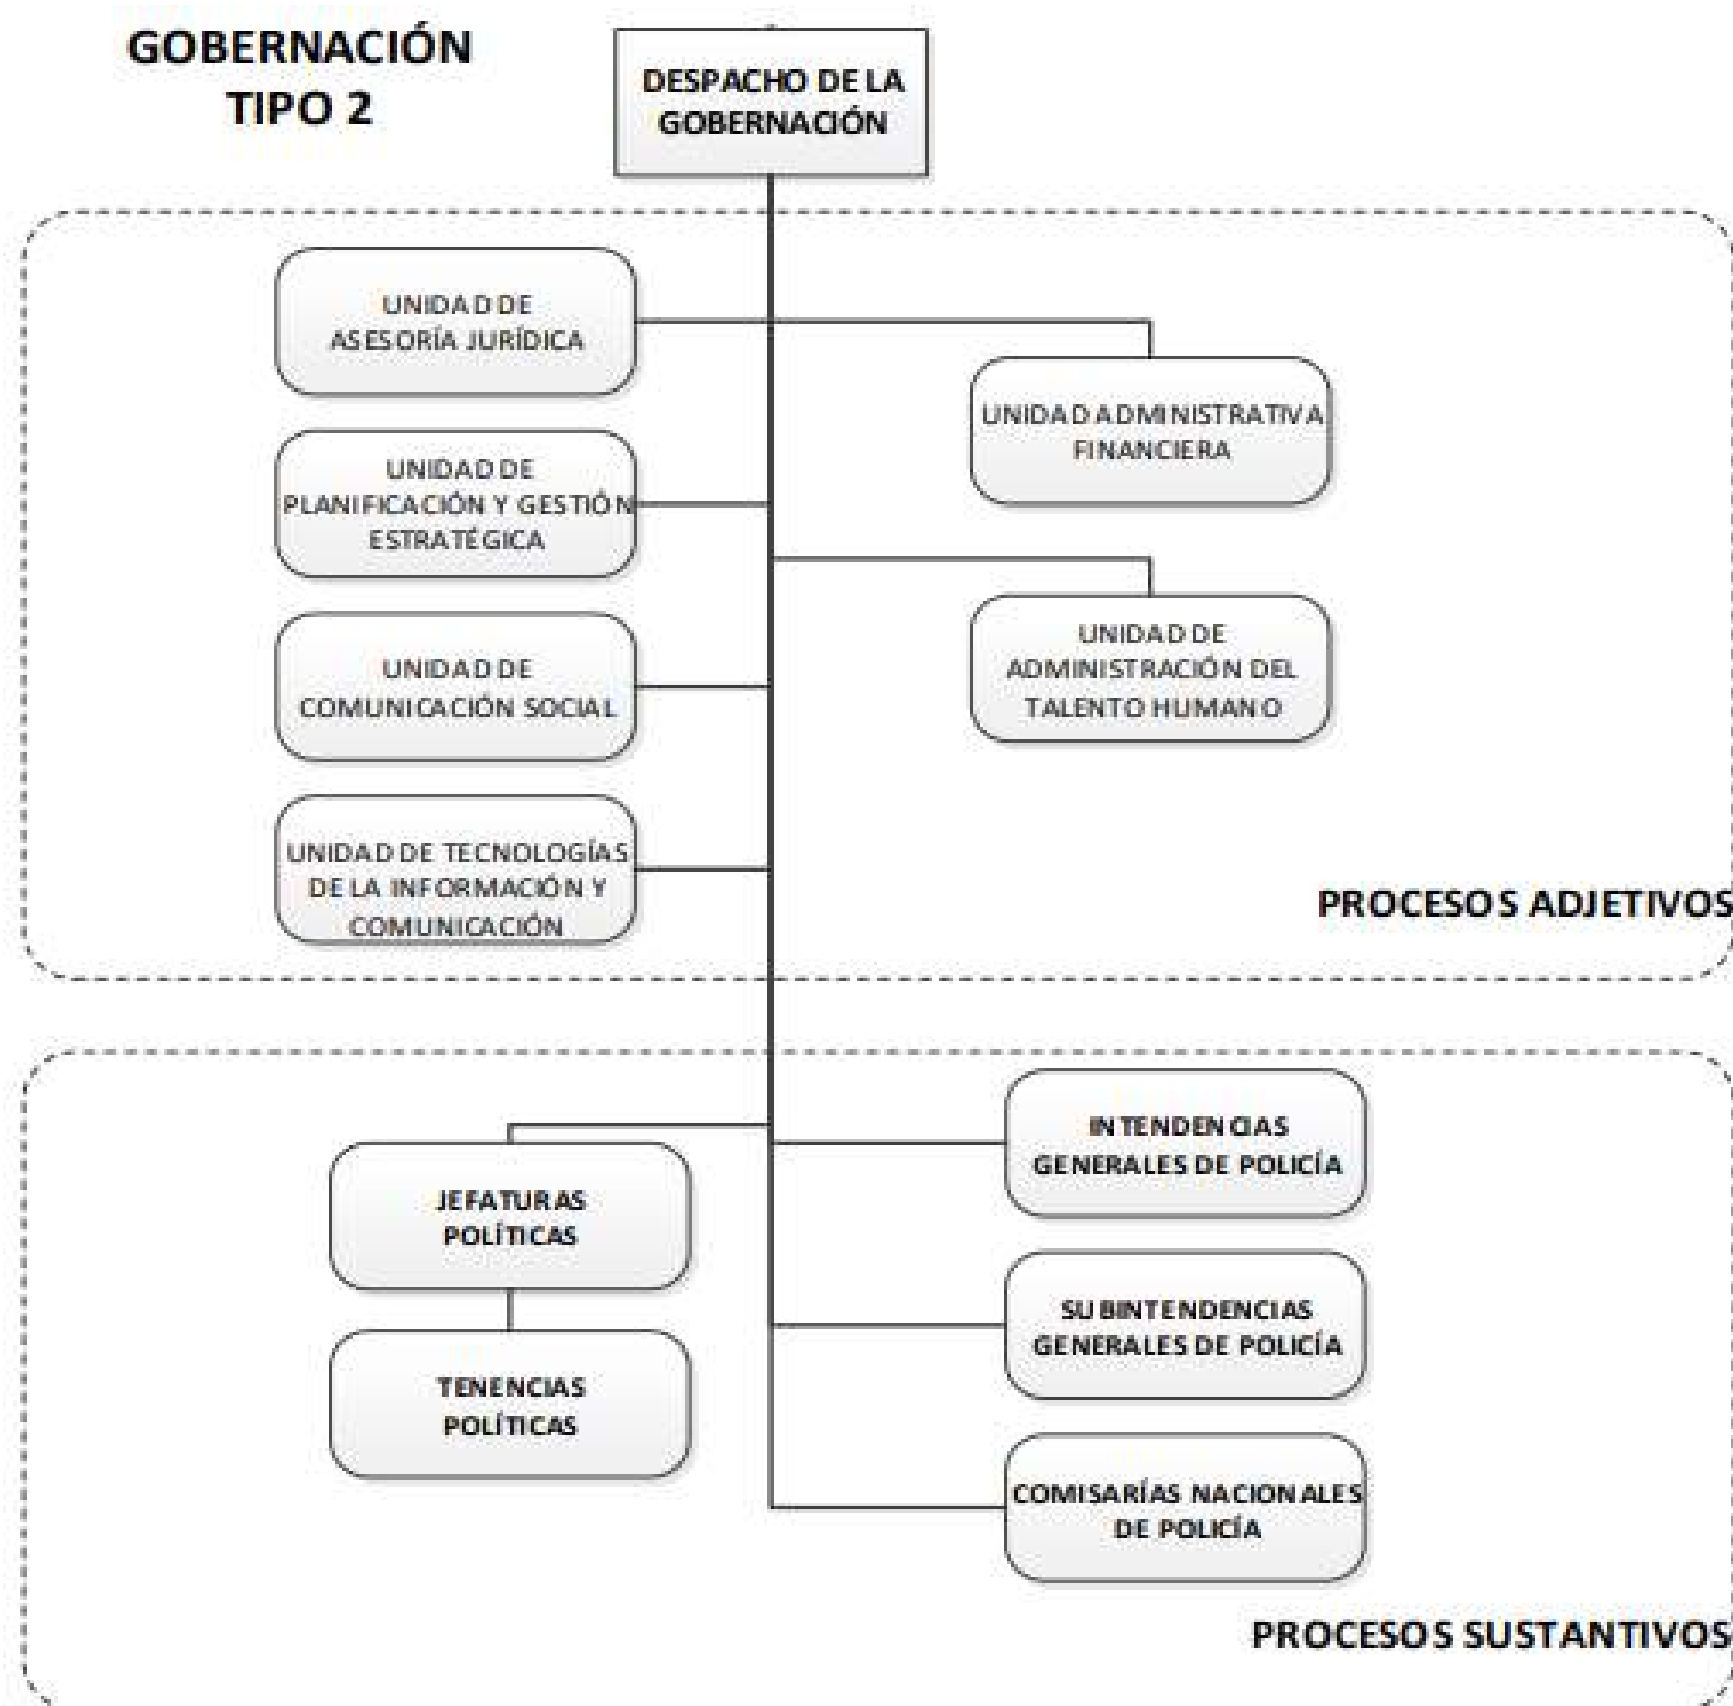 GOBERNACIÓN
TIPO 2
DESPACHO DE LA
GOBERNACIÓN
UNIDAD DE
ASESORÍA JURÍDICA
UNIDAD ADMINISTRATIVA
FINANCIERA
UNIDAD DE
PLANIFICACIÓN Y GESTIÓN
ESTRATÉGICA
UNIDAD DE
ADMINISTRACIÓN DEL
TALENTO HUMANO
UNIDAD DE
COMUNICACIÓN SOCIAL
UNIDAD DE TECNOLOGÍAS
DE LA INFORMACIÓN Y
COMUNICACIÓN
PROCESOS ADJETIVOS
JEFATURAS
POLÍTICAS
TENENCIAS
POLÍTICAS
INTENDENCIAS
GENERALES DE POLICÍA
SUBINTENDENCIAS
GENERALES DE POLICÍA
COMISARÍAS NACIONALES
DE POLICÍA
PROCESOS SUSTANTIVOS